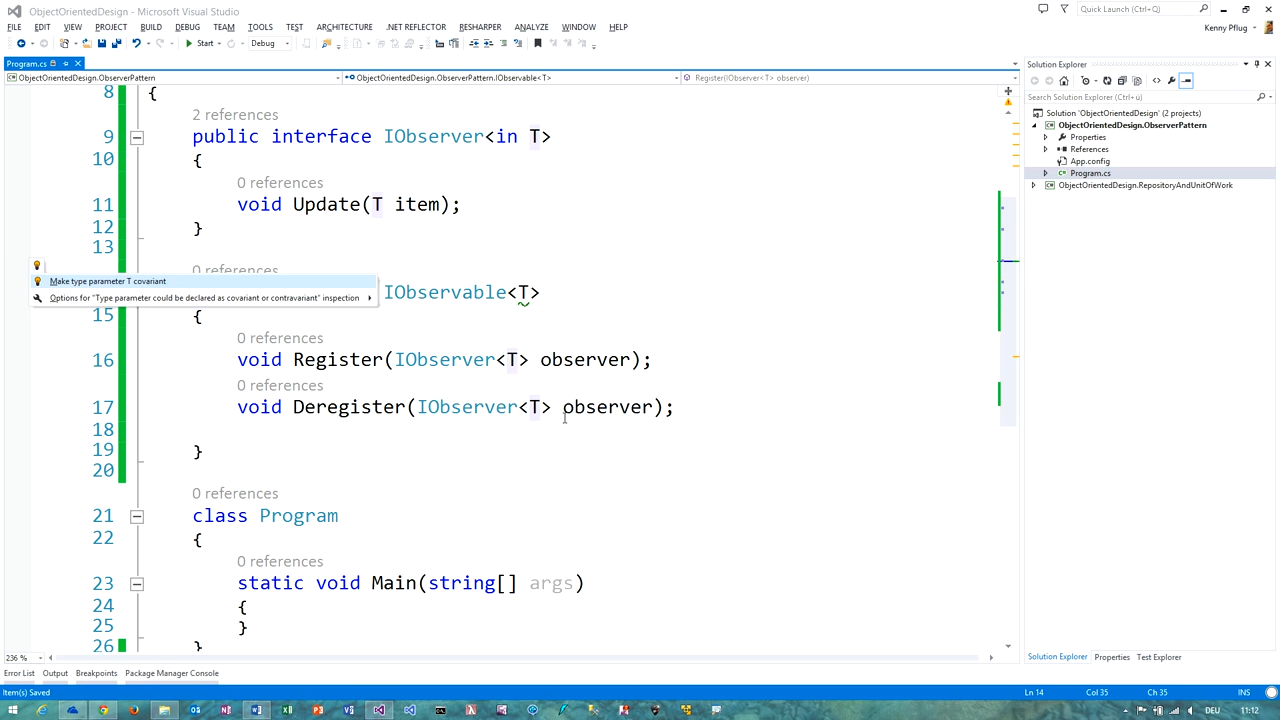 ObjectOrientedDesign - Microsoft Visual Studio
Quick Launch (Ctrl+Q)
FILE EDIT VIEW PROJECT BUILD DEBUG TEAM TOOLS TEST ARCHITECTURE .NET REFLECTOR RESHARPER ANALYZE WINDOW HELP
Kenny Pflug
Start Debug
Program.cs
Solution Explorer
ObjectOrientedDesign.ObserverPattern ObjectOrientedDesign.ObserverPattern.IObservable<T> Register(IObserver<T> observer)
Search Solution Explorer (Ctrl+ü)
Solution 'ObjectOrientedDesign' (2 projects)
ObjectOrientedDesign.ObserverPattern
Properties
References
App.config
Program.cs
ObjectOrientedDesign.RepositoryAndUnitOfWork
8 {
2 references
9 public interface IObserver<in T>
10 {
0 references
11 void Update(T item);
12 }
13
0 references
Make type parameter T covariant
IObservable<T>
Options for "Type parameter could be declared as covariant or contravariant" inspection
15 {
0 references
16 void Register(IObserver<T> observer);
0 references
17 void Deregister(IObserver<T> observer);
18
19 }
20
0 references
21 class Program
22 {
0 references
23 static void Main(string[] args)
24 {
25 }
26 }
236 %
Solution Explorer Properties Test Explorer
Error List Output Breakpoints Package Manager Console
Item(s) Saved Ln 14 Col 35 Ch 35 INS
DEU 11:12